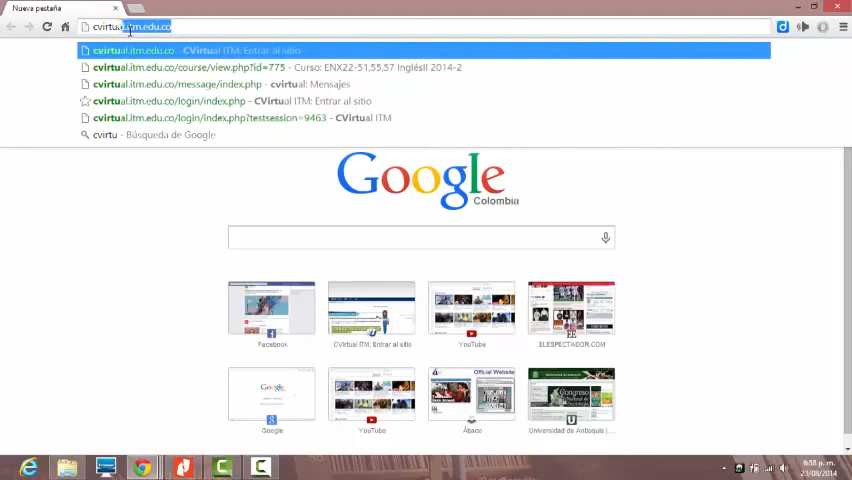 Nueva pestaña
cvirtual.itm.edu.co
cvirtual.itm.edu.co - CVirtual ITM: Entrar al sitio
cvirtual.itm.edu.co/course/view.php?id=775 - Curso: ENX22-51,55,57 InglésII 2014-2
cvirtual.itm.edu.co/message/index.php - cvirtual: Mensajes
cvirtual.itm.edu.co/login/index.php - CVirtual ITM: Entrar al sitio
cvirtual.itm.edu.co/login/index.php?testsession=9463 - CVirtual ITM
cvirtu - Búsqueda de Google
Google
Colombia
Official Website
Facebook
CVirtual ITM: Entrar al sitio
YouTube
EE
ELESPECTADOR.COM
Google
YouTube
Ábaco
Universidad de Antioquia | ...
6:38 p. m.
23/08/2014